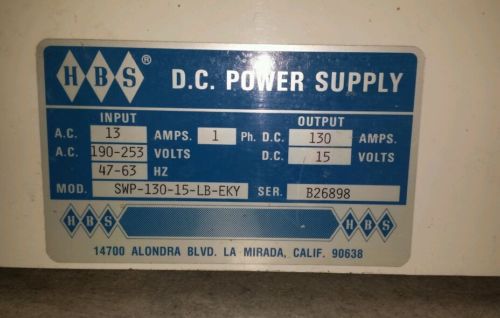 HBS® D.C. POWER SUPPLY
INPUT OUTPUT
A.C. 13 AMPS. 1 Ph. D.C. 130 AMPS.
A.C. 190-253 VOLTS D.C. 15 VOLTS
47-63 HZ
MOD. SWP-130-15-LB-EKY SER. B26898
HBS HBS
14700 ALONDRA BLVD. LA MIRADA, CALIF. 90638